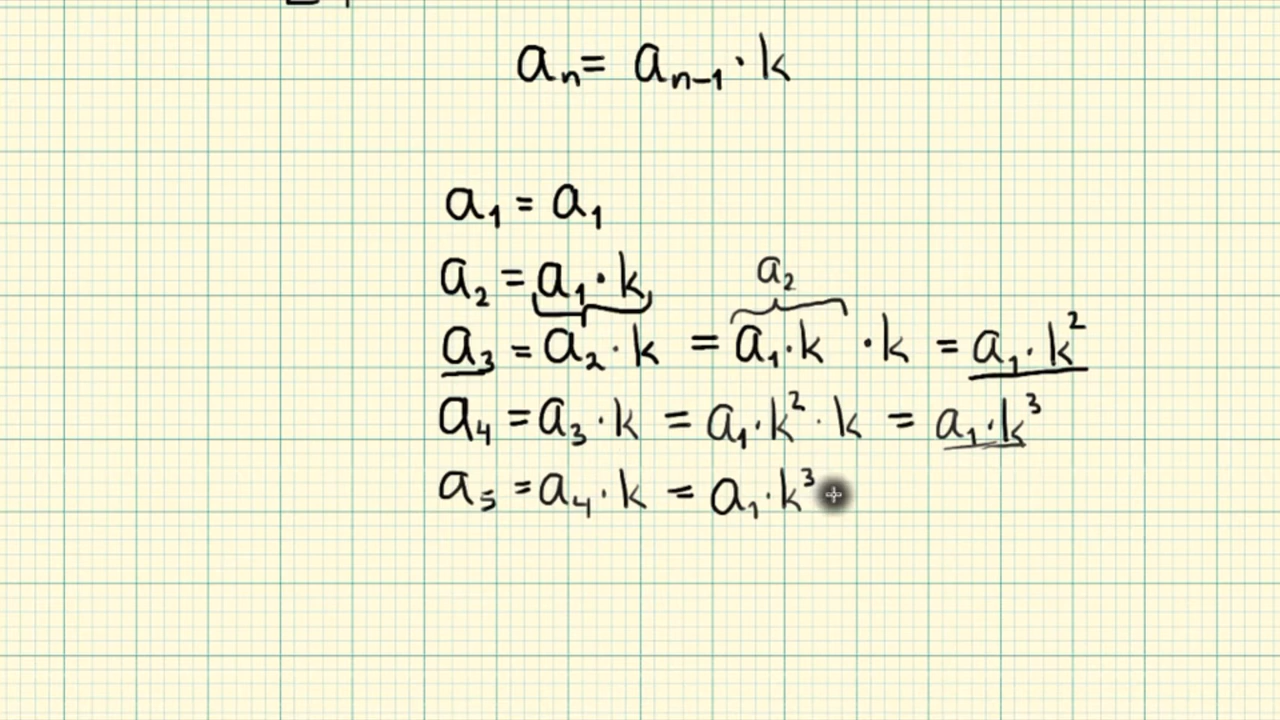 aₙ = aₙ₋₁ · k
a₁ = a₁
a₂ = a₁ · k
a₂
a₃ = a₂ · k = a₁ · k · k = a₁ · k²
a₄ = a₃ · k = a₁ · k² · k = a₁ · k³
a₅ = a₄ · k = a₁ · k³